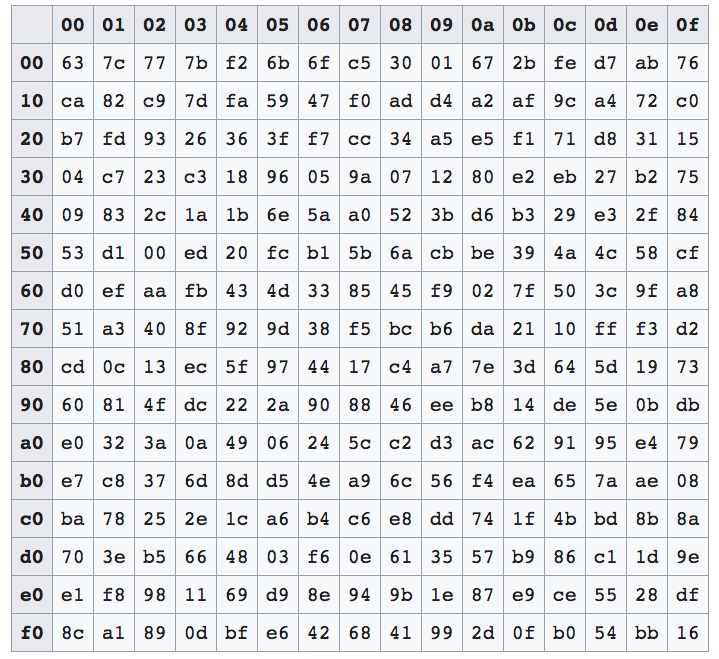 00 01 02 03 04 05 06 07 08 09 0a 0b 0c 0d 0e 0f
00 63 7c 77 7b f2 6b 6f c5 30 01 67 2b fe d7 ab 76
10 ca 82 c9 7d fa 59 47 f0 ad d4 a2 af 9c a4 72 c0
20 b7 fd 93 26 36 3f f7 cc 34 a5 e5 f1 71 d8 31 15
30 04 c7 23 c3 18 96 05 9a 07 12 80 e2 eb 27 b2 75
40 09 83 2c 1a 1b 6e 5a a0 52 3b d6 b3 29 e3 2f 84
50 53 d1 00 ed 20 fc b1 5b 6a cb be 39 4a 4c 58 cf
60 d0 ef aa fb 43 4d 33 85 45 f9 02 7f 50 3c 9f a8
70 51 a3 40 8f 92 9d 38 f5 bc b6 da 21 10 ff f3 d2
80 cd 0c 13 ec 5f 97 44 17 c4 a7 7e 3d 64 5d 19 73
90 60 81 4f dc 22 2a 90 88 46 ee b8 14 de 5e 0b db
a0 e0 32 3a 0a 49 06 24 5c c2 d3 ac 62 91 95 e4 79
b0 e7 c8 37 6d 8d d5 4e a9 6c 56 f4 ea 65 7a ae 08
c0 ba 78 25 2e 1c a6 b4 c6 e8 dd 74 1f 4b bd 8b 8a
d0 70 3e b5 66 48 03 f6 0e 61 35 57 b9 86 c1 1d 9e
e0 e1 f8 98 11 69 d9 8e 94 9b 1e 87 e9 ce 55 28 df
f0 8c a1 89 0d bf e6 42 68 41 99 2d 0f b0 54 bb 16